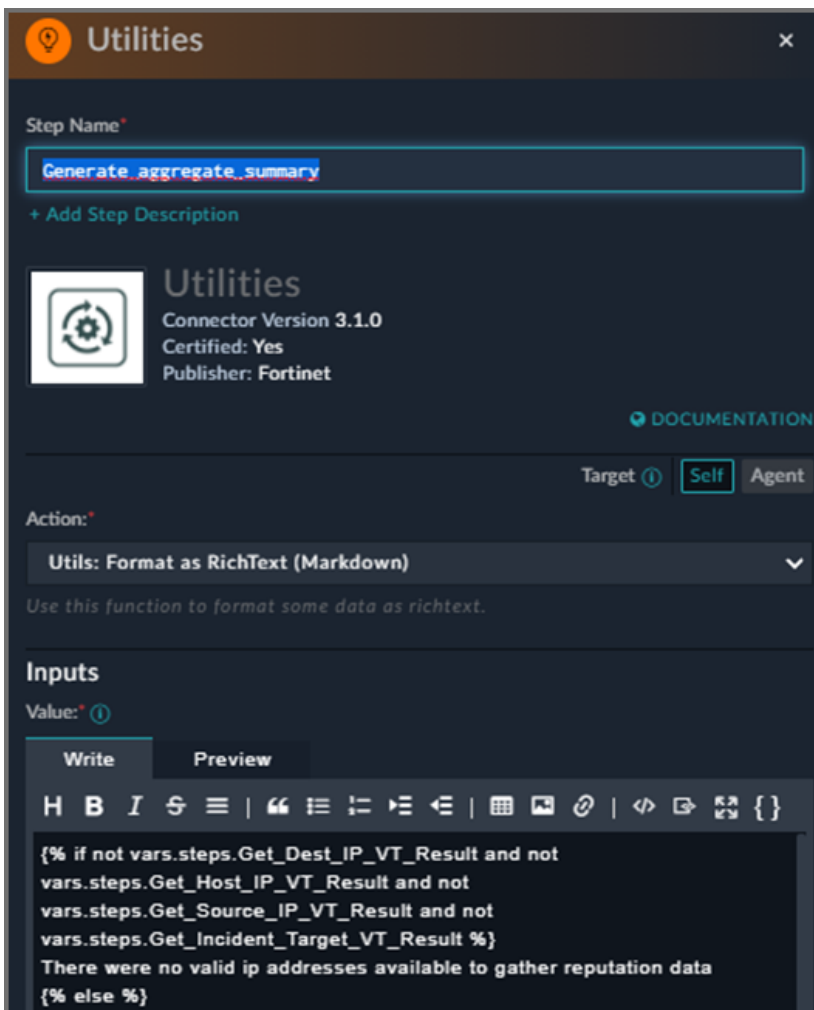 Utilities
×
Step Name*
Generate_aggregate_summary
+ Add Step Description
Utilities
Connector Version 3.1.0
Certified: Yes
Publisher: Fortinet
DOCUMENTATION
Target Self Agent
Action:*
Utils: Format as RichText (Markdown)
Use this function to format some data as richtext.
Inputs
Value:*
Write Preview
H B I S | | </> { }
{% if not vars.steps.Get_Dest_IP_VT_Result and not
vars.steps.Get_Host_IP_VT_Result and not
vars.steps.Get_Source_IP_VT_Result and not
vars.steps.Get_Incident_Target_VT_Result %}
There were no valid ip addresses available to gather reputation data
{% else %}